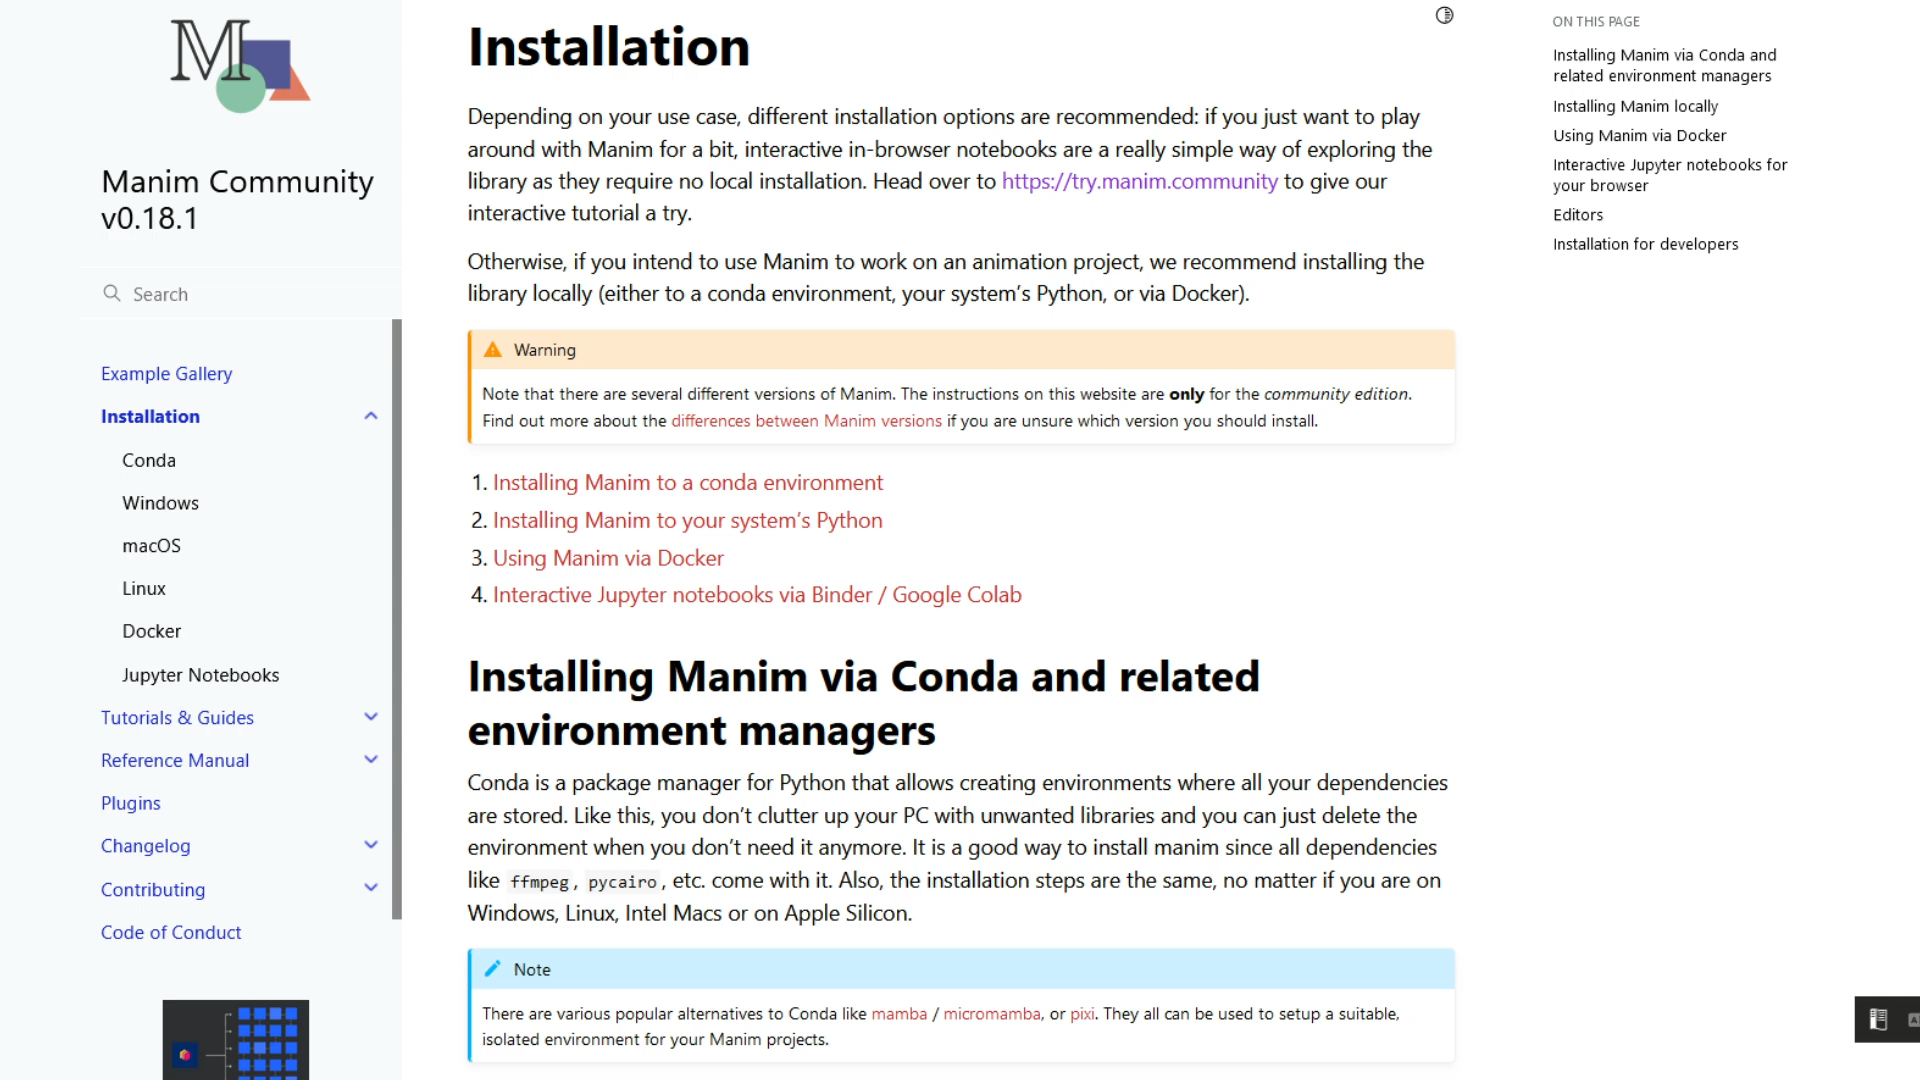 M
Manim Community
v0.18.1
Search
Example Gallery
Installation
Conda
Windows
macOS
Linux
Docker
Jupyter Notebooks
Tutorials & Guides
Reference Manual
Plugins
Changelog
Contributing
Code of Conduct
Installation
Depending on your use case, different installation options are recommended: if you just want to play
around with Manim for a bit, interactive in-browser notebooks are a really simple way of exploring the
library as they require no local installation. Head over to https://try.manim.community to give our
interactive tutorial a try.
Otherwise, if you intend to use Manim to work on an animation project, we recommend installing the
library locally (either to a conda environment, your system’s Python, or via Docker).
Warning
Note that there are several different versions of Manim. The instructions on this website are only for the community edition.
Find out more about the differences between Manim versions if you are unsure which version you should install.
1. Installing Manim to a conda environment
2. Installing Manim to your system’s Python
3. Using Manim via Docker
4. Interactive Jupyter notebooks via Binder / Google Colab
Installing Manim via Conda and related
environment managers
Conda is a package manager for Python that allows creating environments where all your dependencies
are stored. Like this, you don’t clutter up your PC with unwanted libraries and you can just delete the
environment when you don’t need it anymore. It is a good way to install manim since all dependencies
like ffmpeg, pycairo, etc. come with it. Also, the installation steps are the same, no matter if you are on
Windows, Linux, Intel Macs or on Apple Silicon.
Note
There are various popular alternatives to Conda like mamba / micromamba, or pixi. They all can be used to setup a suitable,
isolated environment for your Manim projects.
ON THIS PAGE
Installing Manim via Conda and
related environment managers
Installing Manim locally
Using Manim via Docker
Interactive Jupyter notebooks for
your browser
Editors
Installation for developers